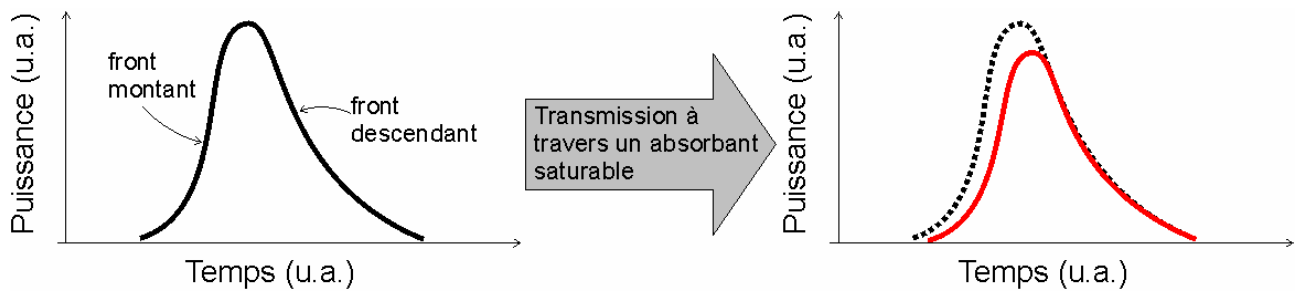 Puissance (u.a.)
front
montant
front
descendant
Temps (u.a.)
Transmission à
travers un absorbant
saturable
Puissance (u.a.)
Temps (u.a.)